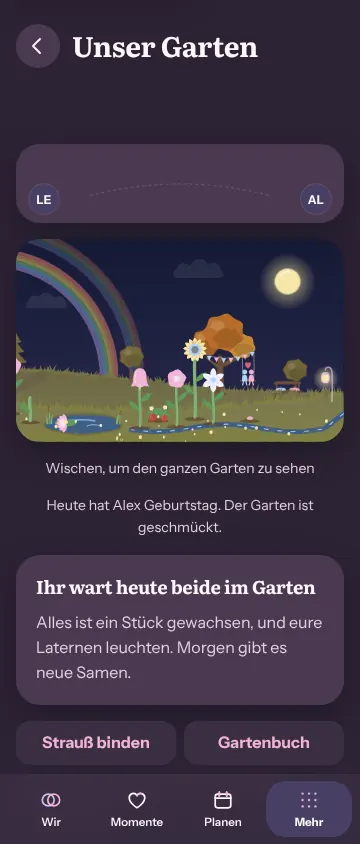 Unser Garten
LE
AL
Wischen, um den ganzen Garten zu sehen
Heute hat Alex Geburtstag. Der Garten ist
geschmückt.
Ihr wart heute beide im Garten
Alles ist ein Stück gewachsen, und eure
Laternen leuchten. Morgen gibt es
neue Samen.
Strauß binden
Gartenbuch
Wir
Momente
Planen
Mehr